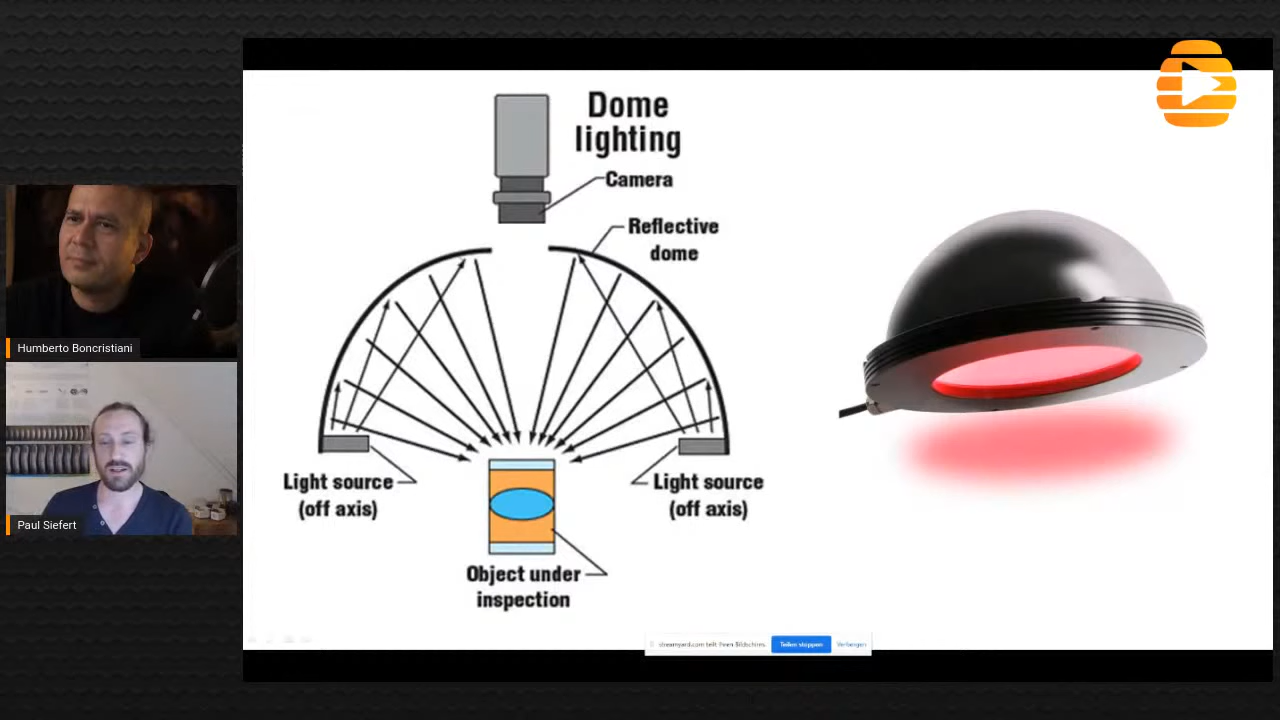 Dome
lighting
Camera
Reflective
dome
Light source
(off axis)
Light source
(off axis)
Object under
inspection
Humberto Boncristiani
Paul Siefert
streamyard.com teilt Ihren Bildschirm.
Teilen stoppen
Verbergen